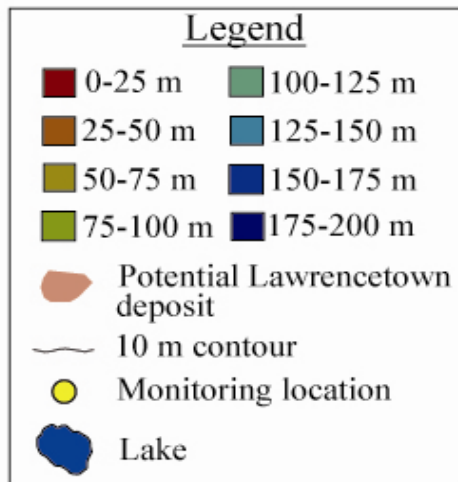 Legend
0-25 m
100-125 m
25-50 m
125-150 m
50-75 m
150-175 m
75-100 m
175-200 m
Potential Lawrencetown
deposit
10 m contour
Monitoring location
Lake